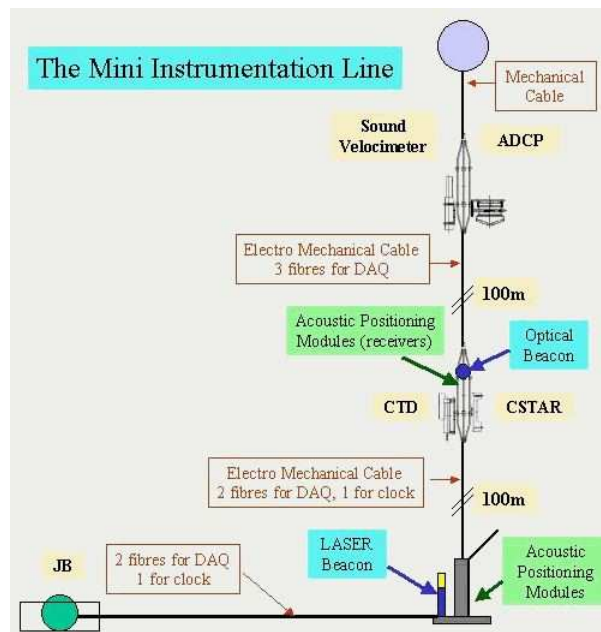 The Mini Instrumentation Line
Mechanical
Cable
Sound
Velocimeter
ADCP
Electro Mechanical Cable
3 fibres for DAQ
100m
Acoustic Positioning
Modules (receivers)
Optical
Beacon
CTD
CSTAR
Electro Mechanical Cable
2 fibres for DAQ, 1 for clock
100m
LASER
Beacon
JB
2 fibres for DAQ
1 for clock
Acoustic
Positioning
Modules